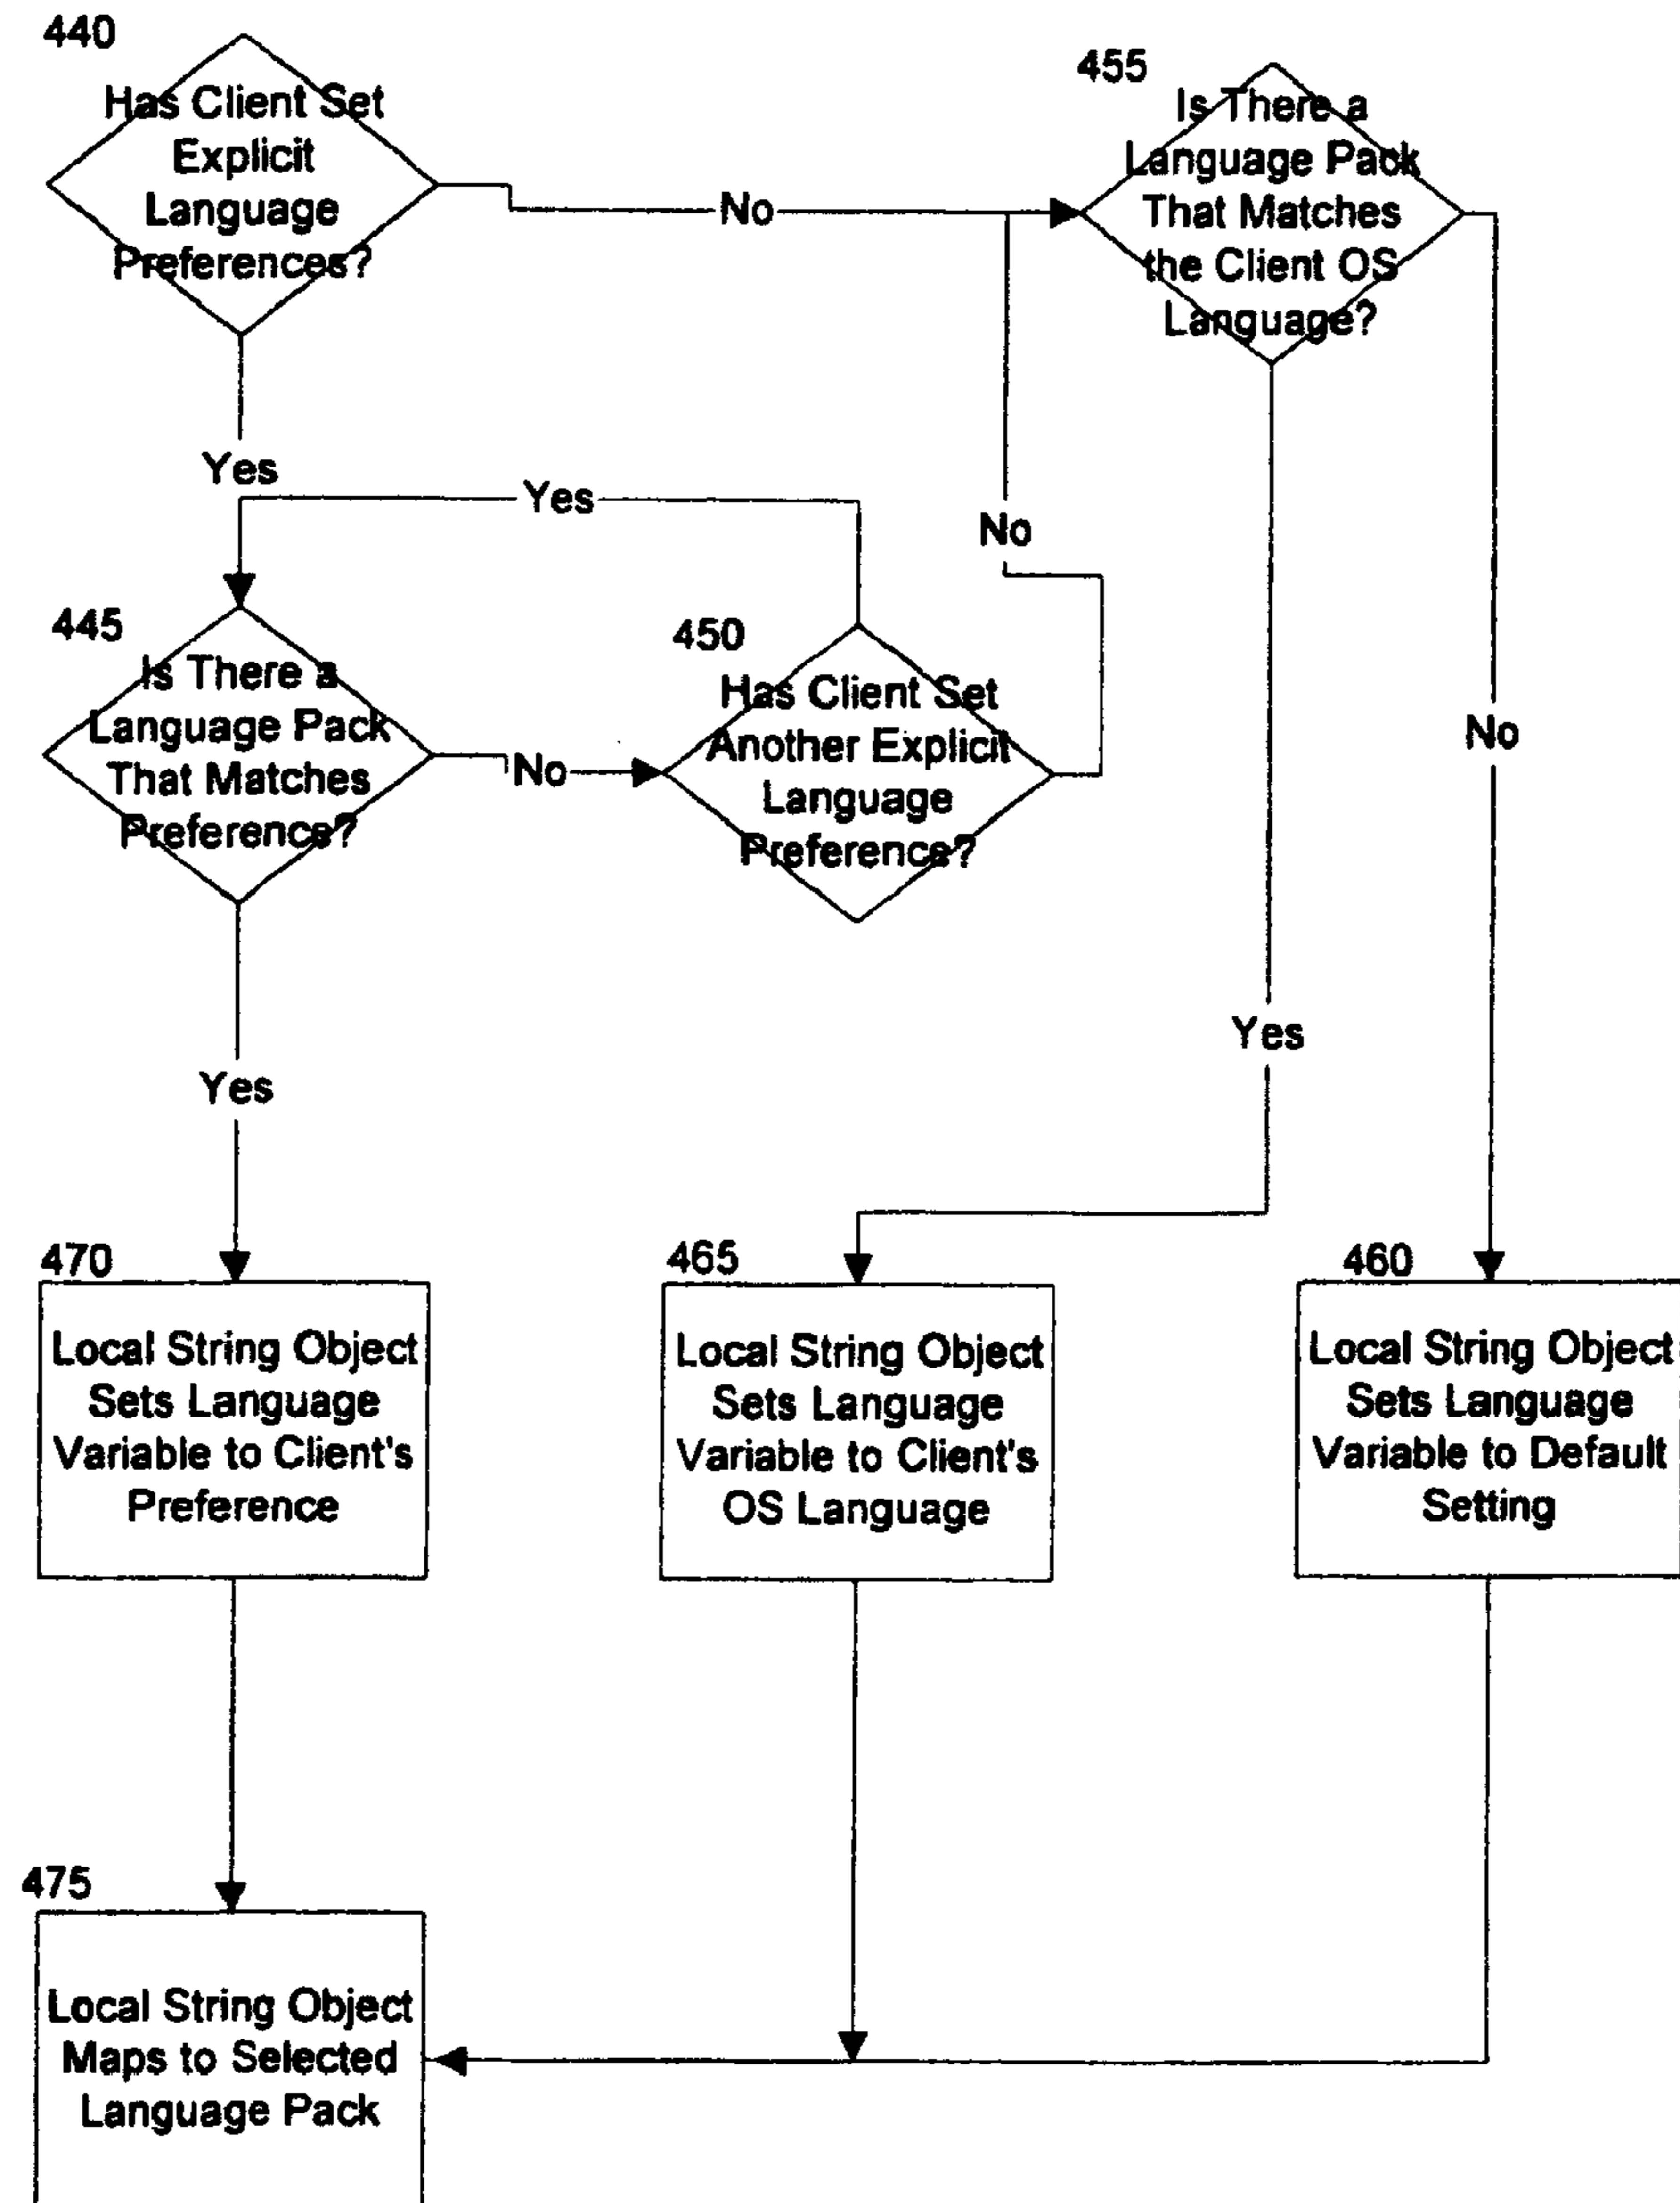 440
Has Client Set
Explicit
Language
Preferences?
No
455
Is There a
Language Pack
That Matches
the Client OS
Language?
Yes
Yes
No
No
445
Is There a
Language Pack
That Matches
Preference?
No
450
Has Client Set
Another Explicit
Language
Preference?
Yes
Yes
470
Local String Object
Sets Language
Variable to Client's
Preference
465
Local String Object
Sets Language
Variable to Client's
OS Language
460
Local String Object
Sets Language
Variable to Default
Setting
475
Local String Object
Maps to Selected
Language Pack